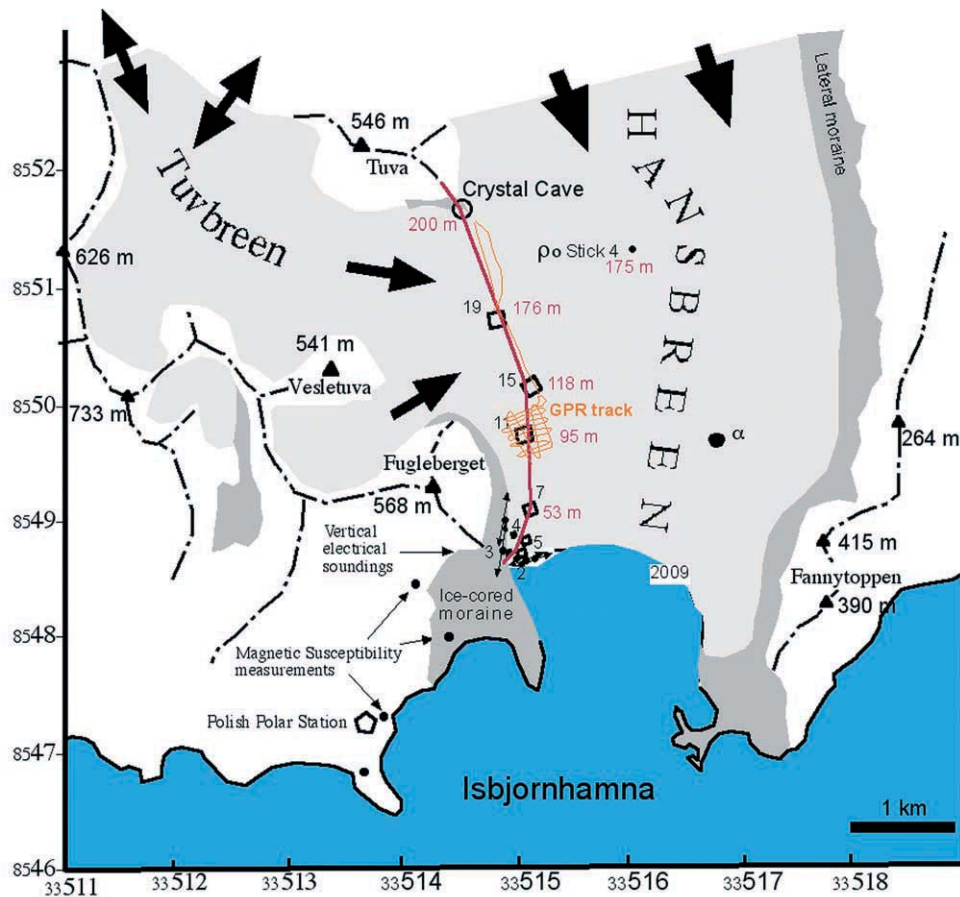 546 m
Tuva
8552
Tuvbreen
Crystal Cave
200 m
HANSBREEN
Lateral moraine
ρo Stick 4
175 m
626 m
8551
19
176 m
541 m
Vesletuva
15
118 m
GPR track
733 m
8550
11
95 m
α
264 m
Fugleberget
568 m
7
53 m
8549
Vertical
electrical
soundings
4
3
5
2
2009
415 m
Fannytoppen
390 m
Ice-cored
moraine
8548
Magnetic Susceptibility
measurements
Polish Polar Station
8547
Isbjornhamna
1 km
8546
33511
33512
33513
33514
33515
33516
33517
33518